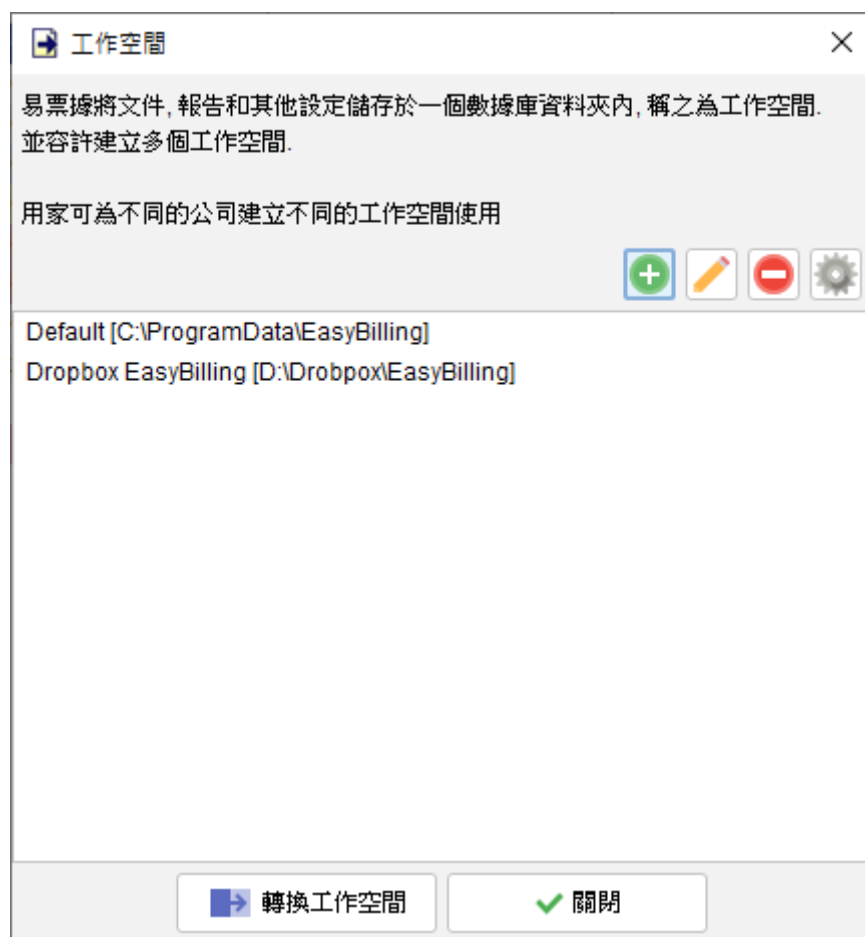 工作空間
易票據將文件, 報告和其他設定儲存於一個數據庫資料夾內, 稱之為工作空間.
並容許建立多個工作空間.
用家可為不同的公司建立不同的工作空間使用
Default [C:\ProgramData\EasyBilling]
Dropbox EasyBilling [D:\Drobpox\EasyBilling]
轉換工作空間
關閉